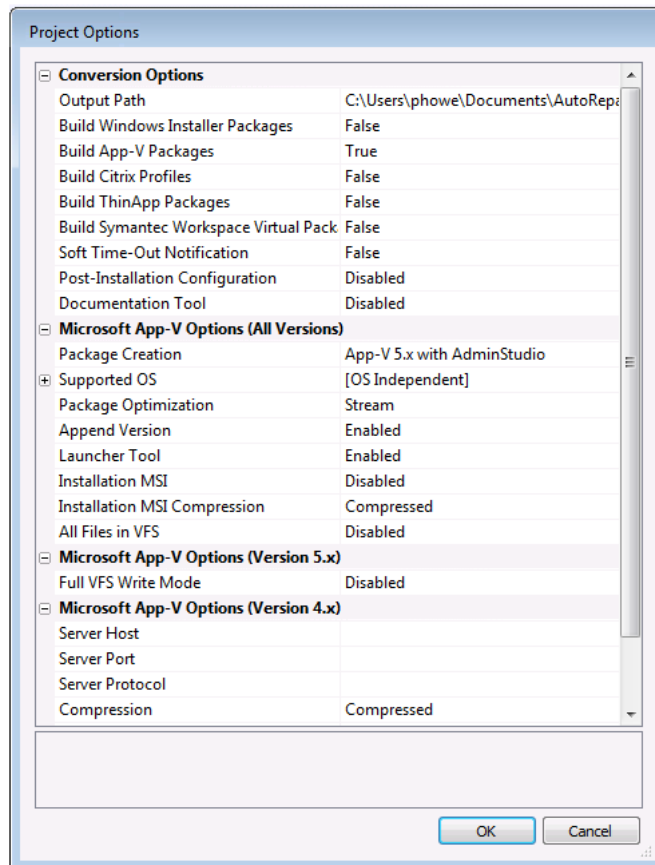 Project Options
Conversion Options
Output Path C:\Users\phowe\Documents\AutoRepa
Build Windows Installer Packages False
Build App-V Packages True
Build Citrix Profiles False
Build ThinApp Packages False
Build Symantec Workspace Virtual Pack False
Soft Time-Out Notification False
Post-Installation Configuration Disabled
Documentation Tool Disabled
Microsoft App-V Options (All Versions)
Package Creation App-V 5.x with AdminStudio
Supported OS [OS Independent]
Package Optimization Stream
Append Version Enabled
Launcher Tool Enabled
Installation MSI Disabled
Installation MSI Compression Compressed
All Files in VFS Disabled
Microsoft App-V Options (Version 5.x)
Full VFS Write Mode Disabled
Microsoft App-V Options (Version 4.x)
Server Host
Server Port
Server Protocol
Compression Compressed
OK Cancel